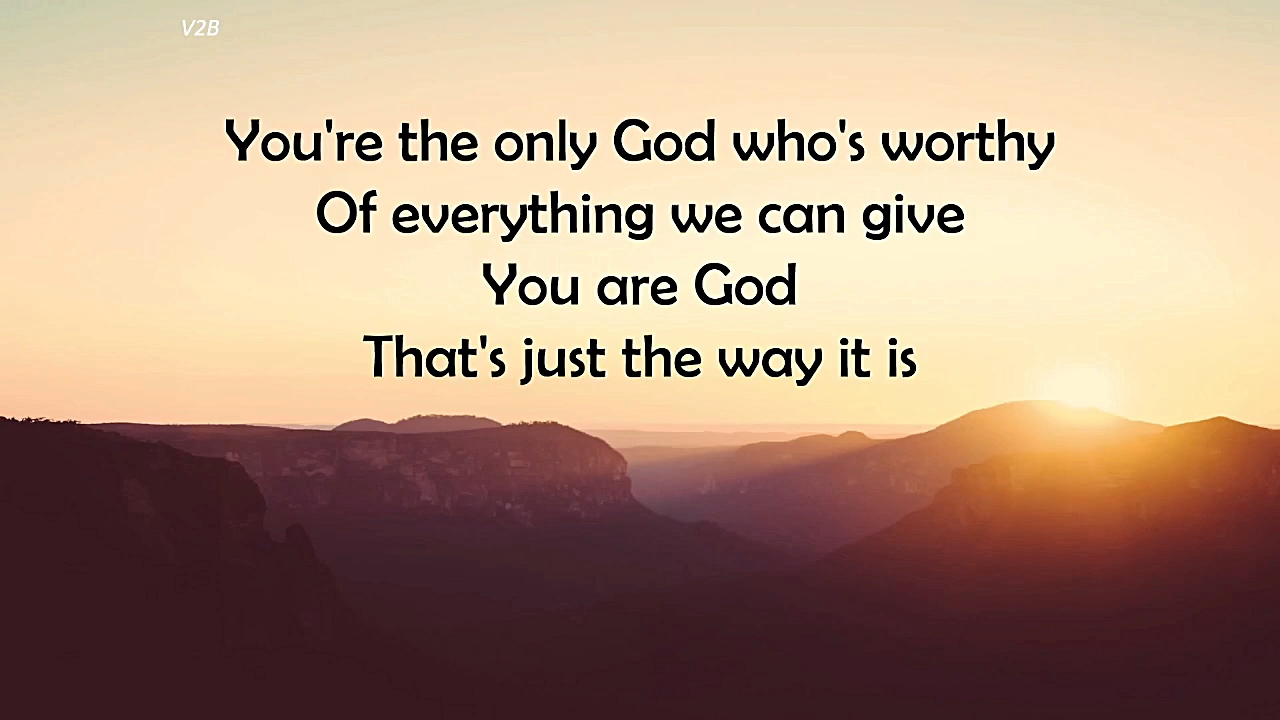 V2B
You're the only God who's worthy
Of everything we can give
You are God
That's just the way it is